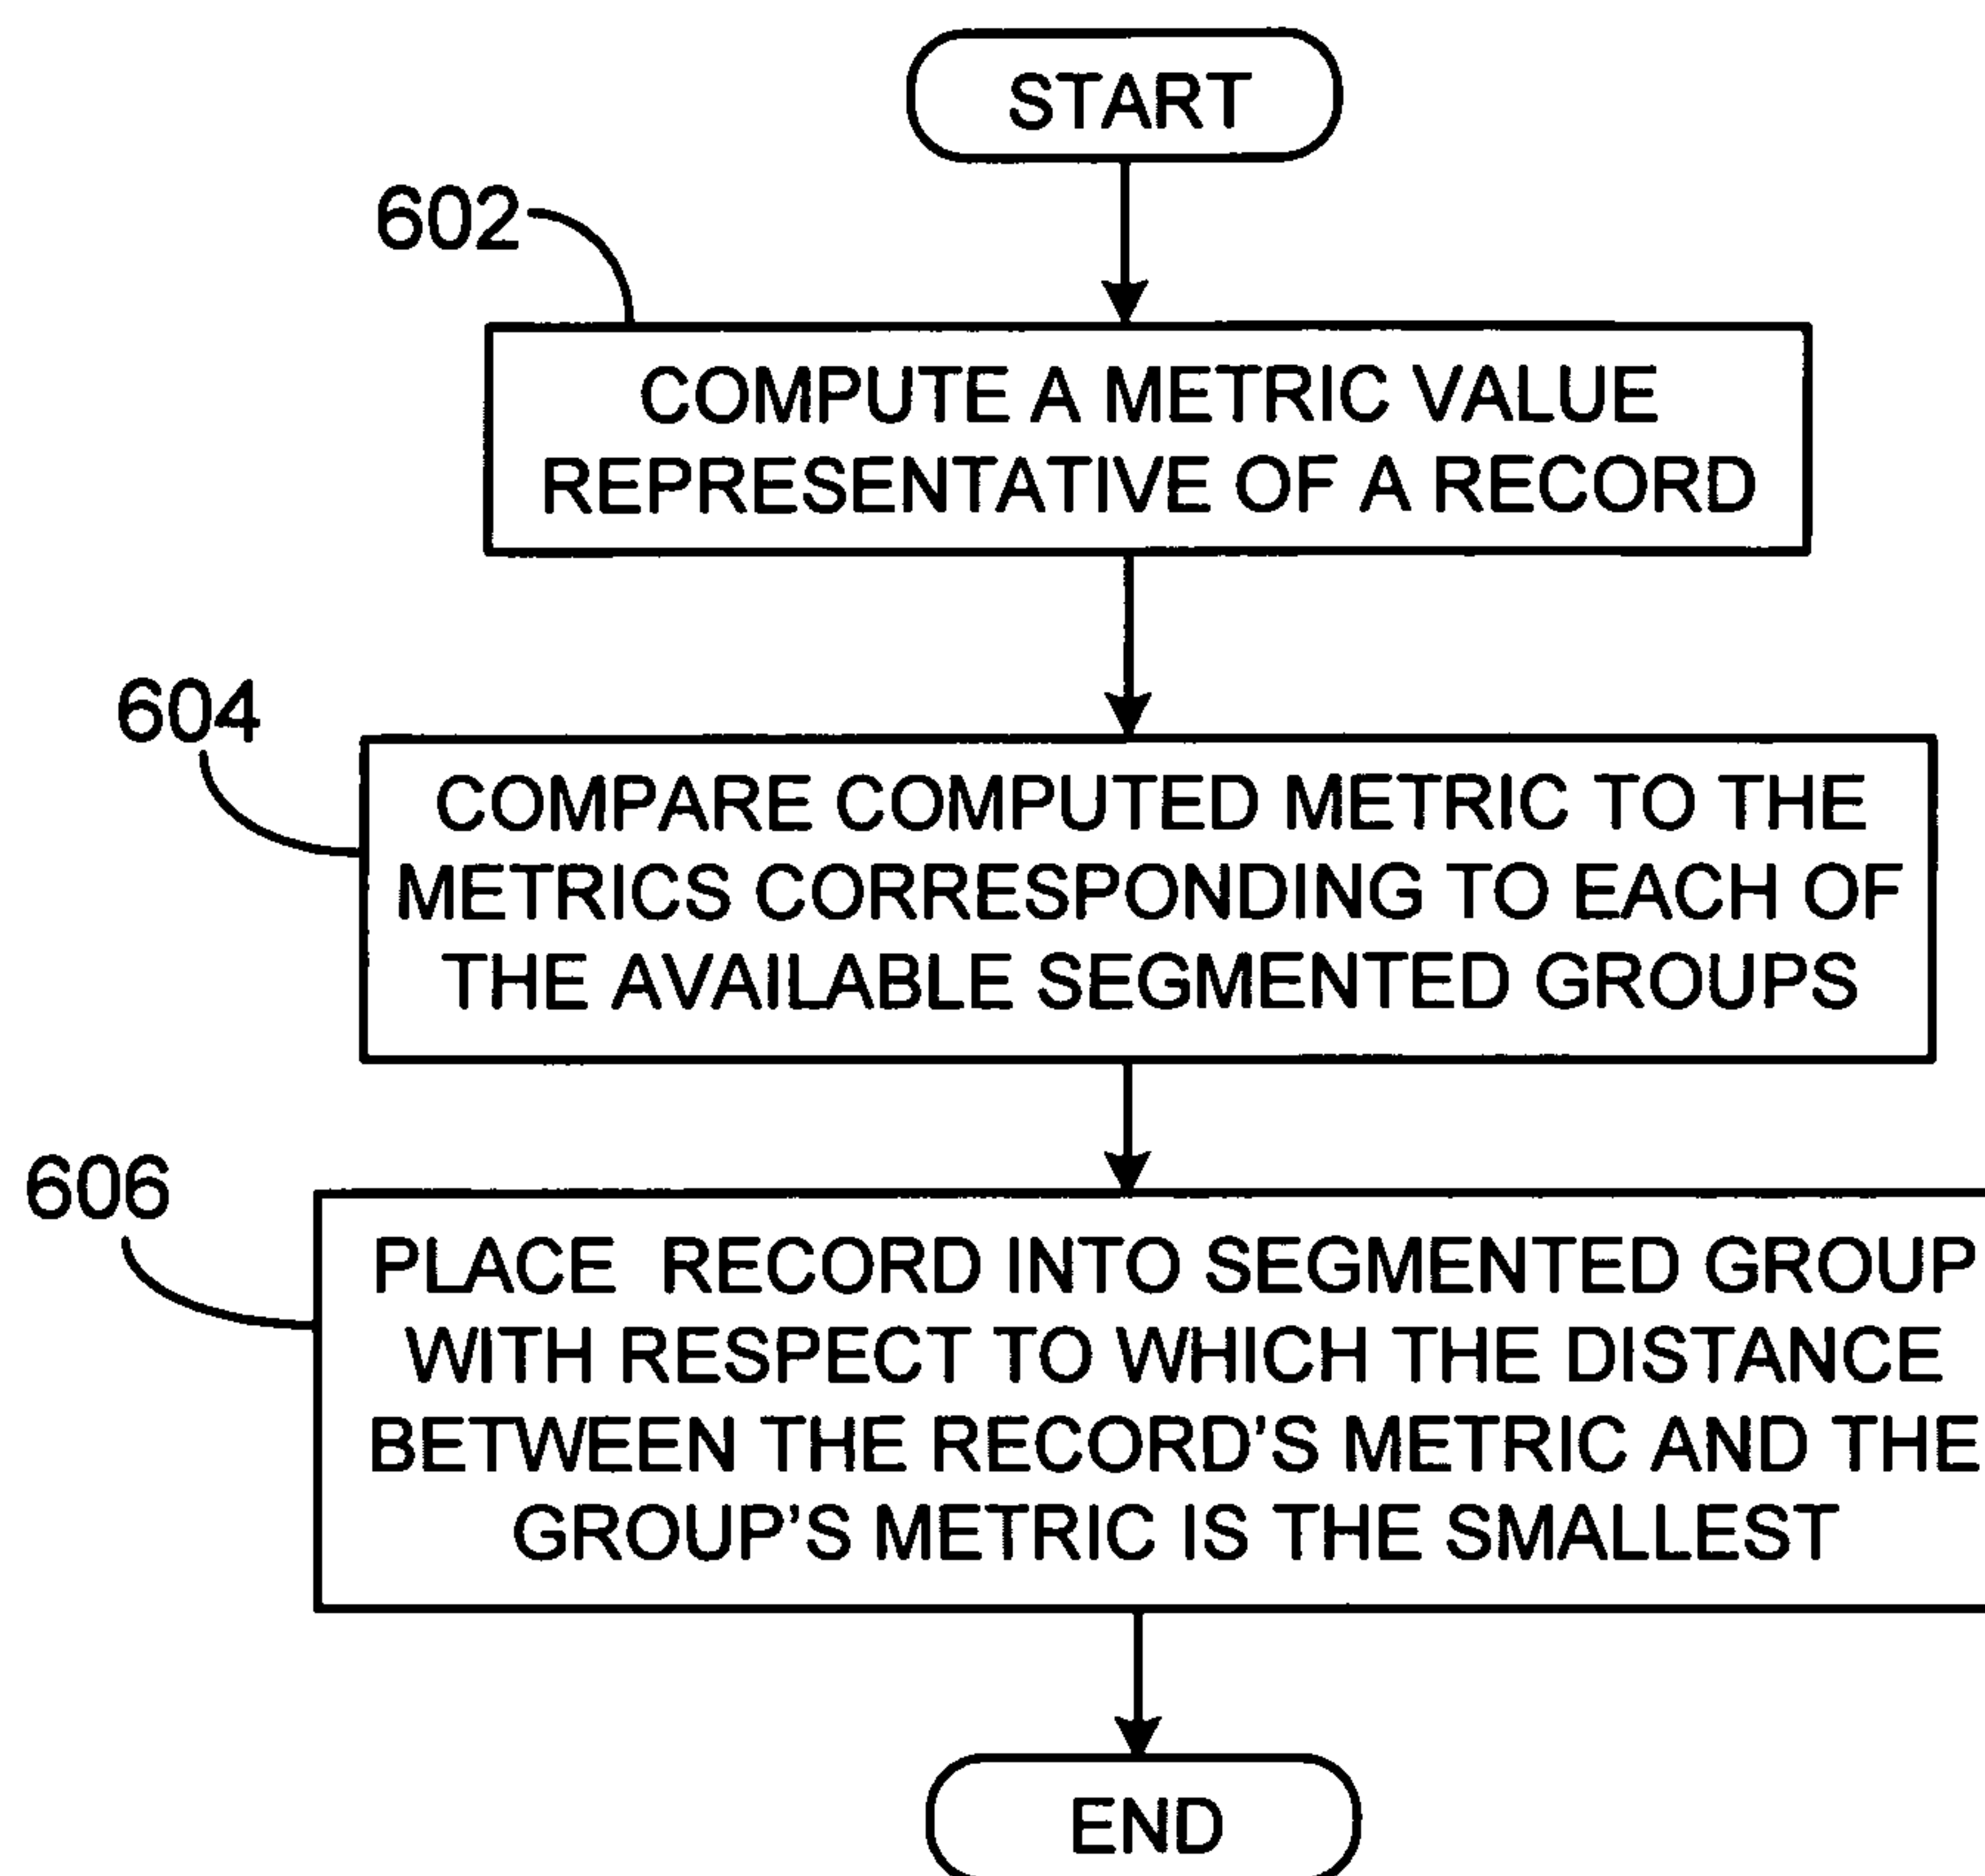 START
602
COMPUTE A METRIC VALUE
REPRESENTATIVE OF A RECORD
604
COMPARE COMPUTED METRIC TO THE
METRICS CORRESPONDING TO EACH OF
THE AVAILABLE SEGMENTED GROUPS
606
PLACE RECORD INTO SEGMENTED GROUP
WITH RESPECT TO WHICH THE DISTANCE
BETWEEN THE RECORD'S METRIC AND THE
GROUP'S METRIC IS THE SMALLEST
END